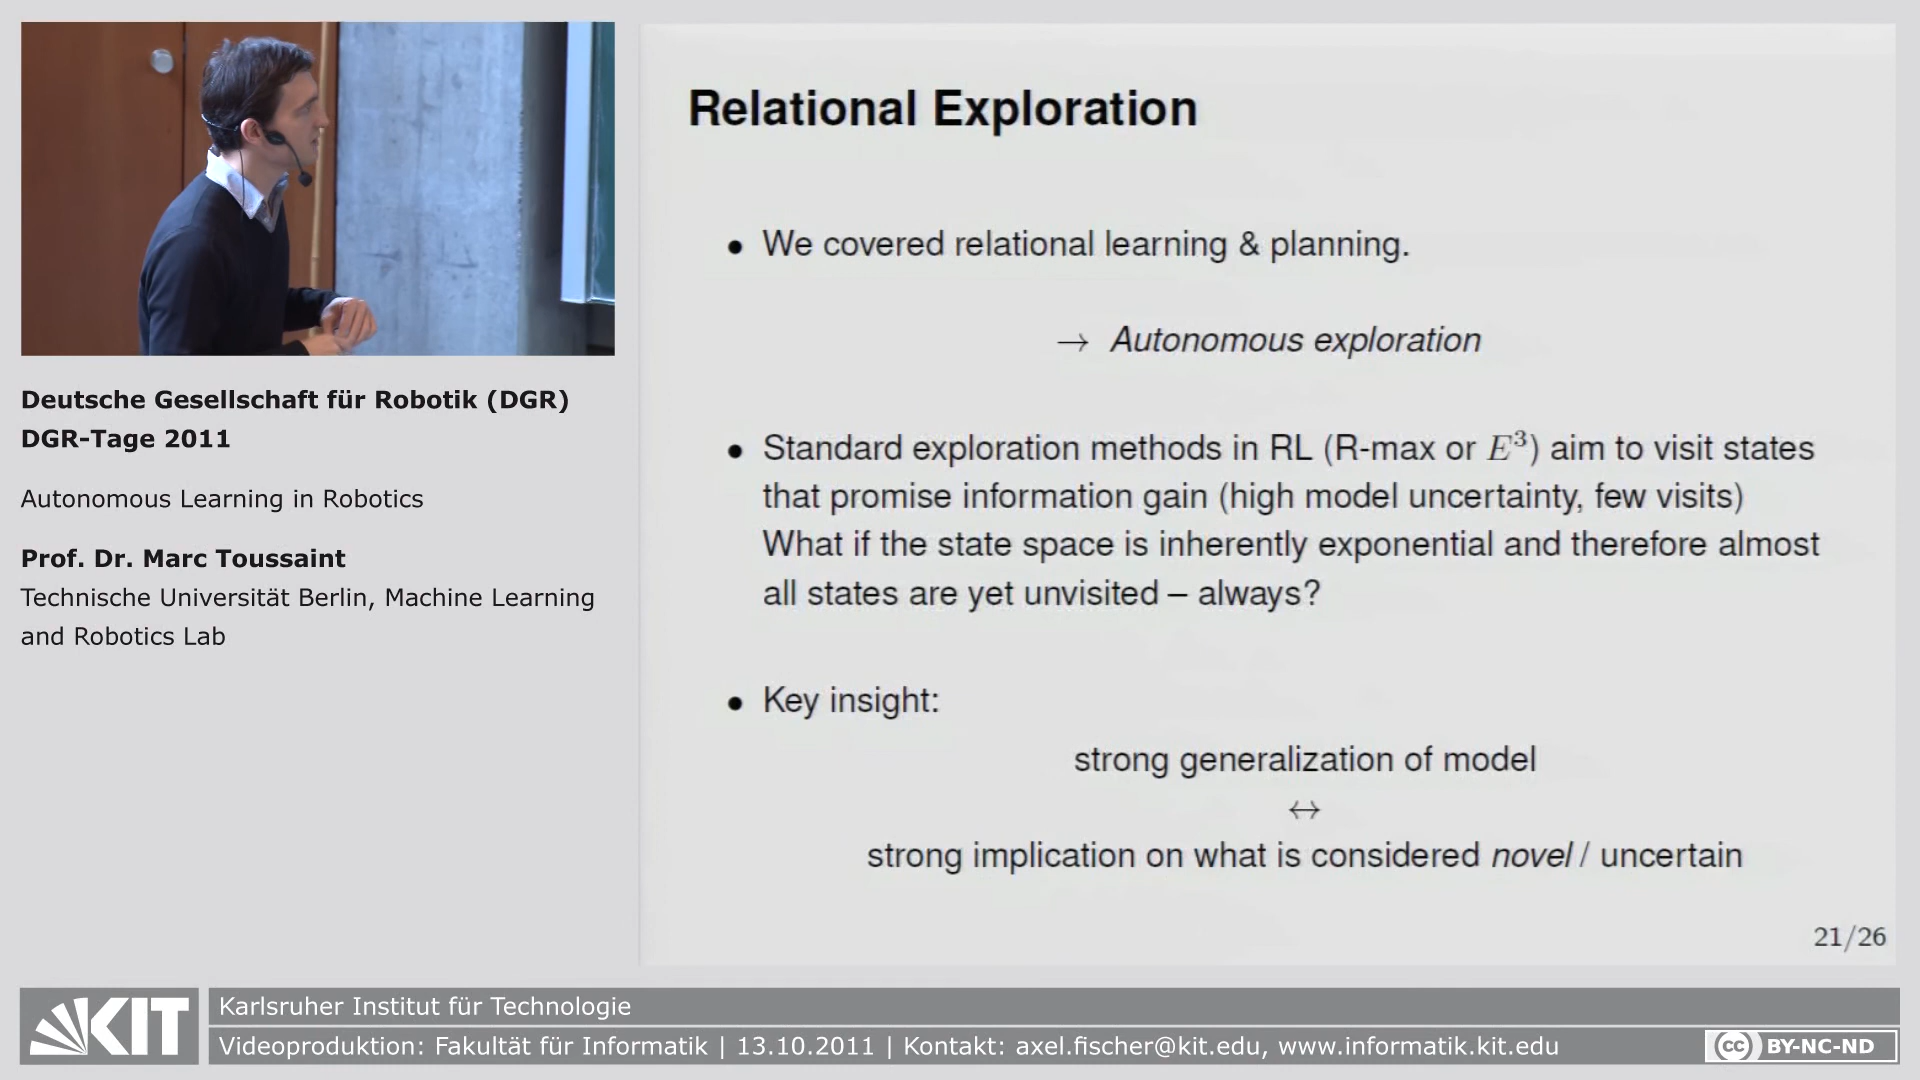 Relational Exploration
• We covered relational learning & planning.
→ Autonomous exploration
• Standard exploration methods in RL (R-max or E³) aim to visit states
that promise information gain (high model uncertainty, few visits)
What if the state space is inherently exponential and therefore almost
all states are yet unvisited – always?
• Key insight:
strong generalization of model
↔
strong implication on what is considered novel / uncertain
21/26
Deutsche Gesellschaft für Robotik (DGR)
DGR-Tage 2011
Autonomous Learning in Robotics
Prof. Dr. Marc Toussaint
Technische Universität Berlin, Machine Learning
and Robotics Lab
KIT
Karlsruher Institut für Technologie
Videoproduktion: Fakultät für Informatik | 13.10.2011 | Kontakt: axel.fischer@kit.edu, www.informatik.kit.edu
cc BY-NC-ND